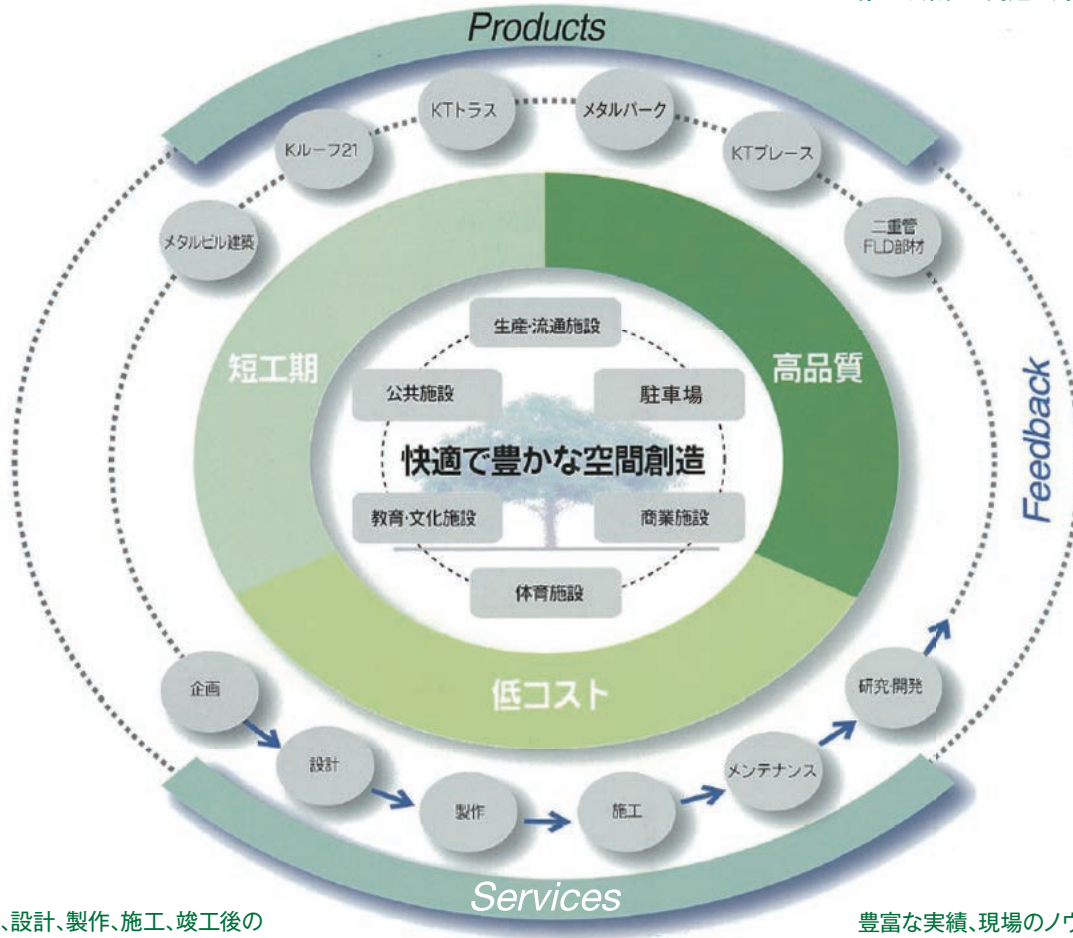 Products
KTトラス
メタルパーク
Kルーフ21
KTブレース
メタルビル建築
二重管
FLD部材
生産・流通施設
短工期
高品質
公共施設
駐車場
快適で豊かな空間創造
Feedback
教育・文化施設
商業施設
体育施設
企画
低コスト
研究・開発
設計
メンテナンス
製作
施工
Services
、設計、製作、施工、竣工後の
豊富な実績、現場のノウ